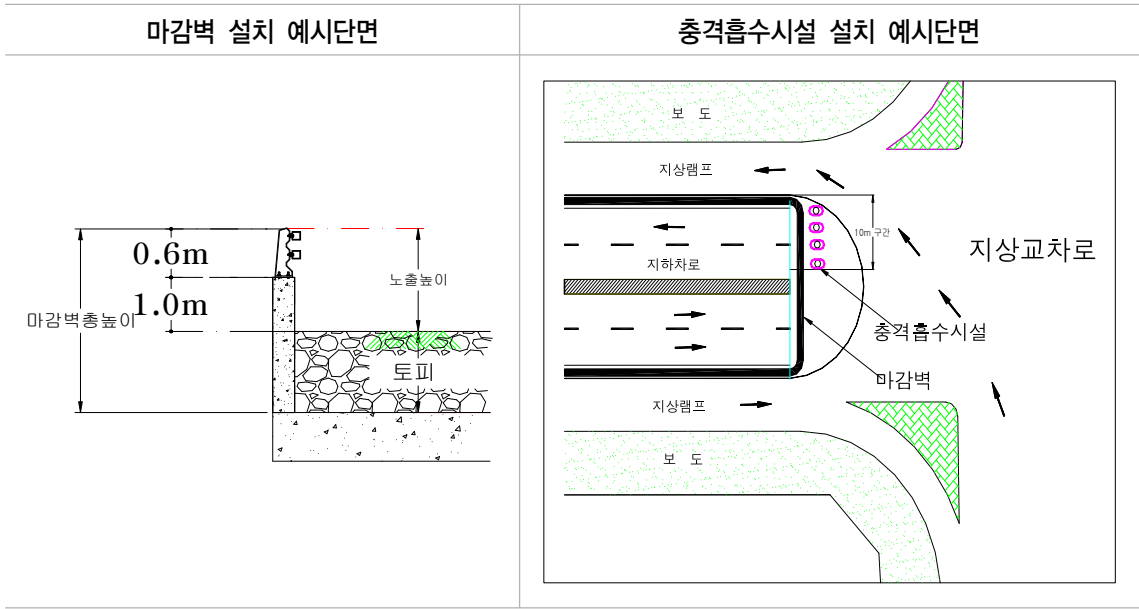 마감벽 설치 예시단면
충격흡수시설 설치 예시단면
0.6m
1.0m
마감벽총높이
노출높이
토피
보 도
지상램프
10m 구간
지하차로
지상교차로
충격흡수시설
마감벽
지상램프
보 도